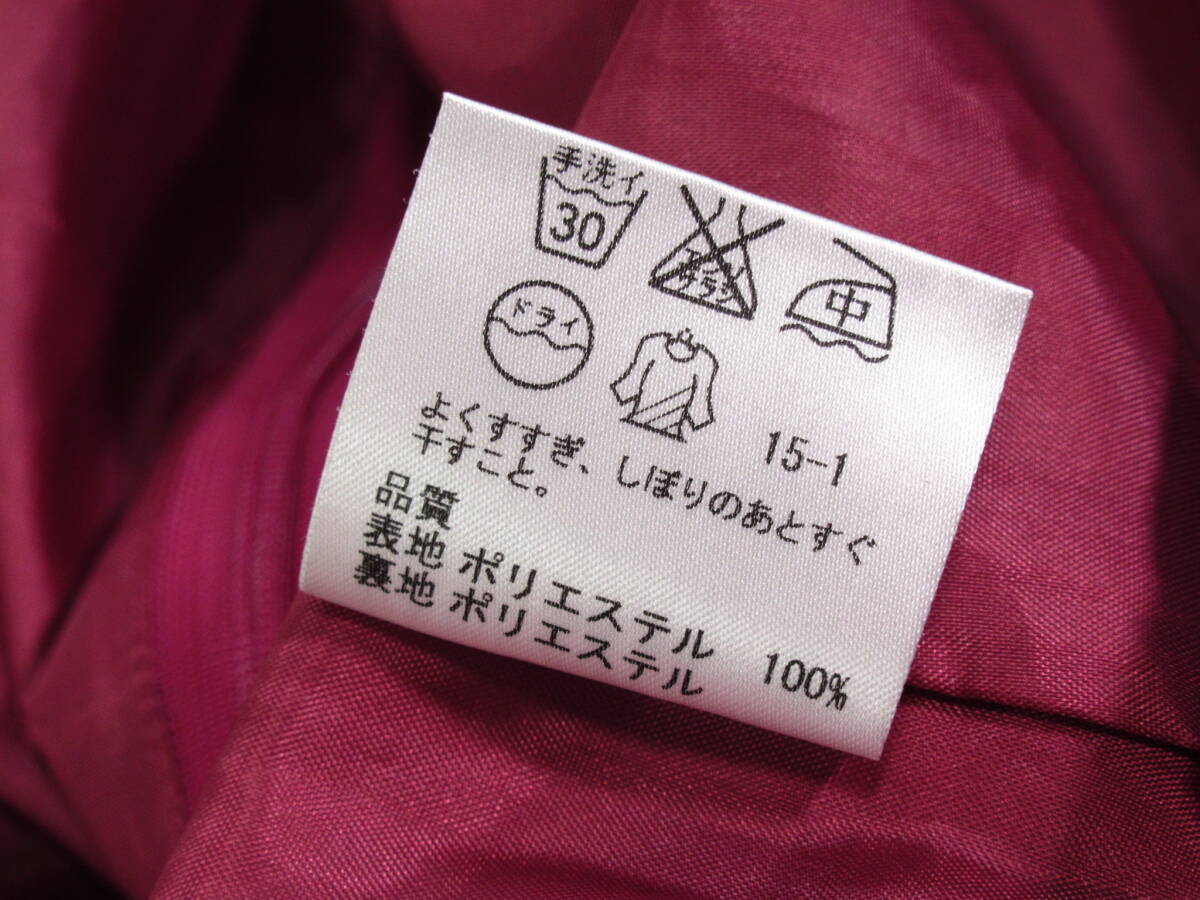 手洗イ
30
エンソ
サラシ
中
ドライ
15-1
よくすすぎ、しぼりのあとすぐ
干すこと。
品質
表地 ポリエステル
裏地 ポリエステル 100%